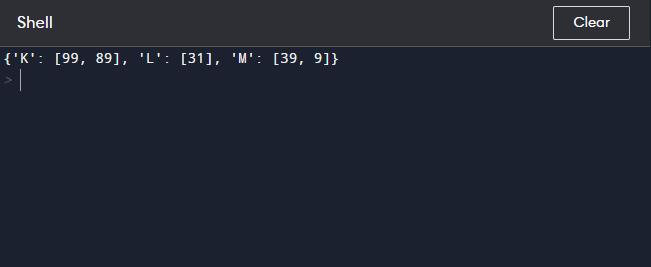 Shell
Clear
{'K': [99, 89], 'L': [31], 'M': [39, 9]}
>